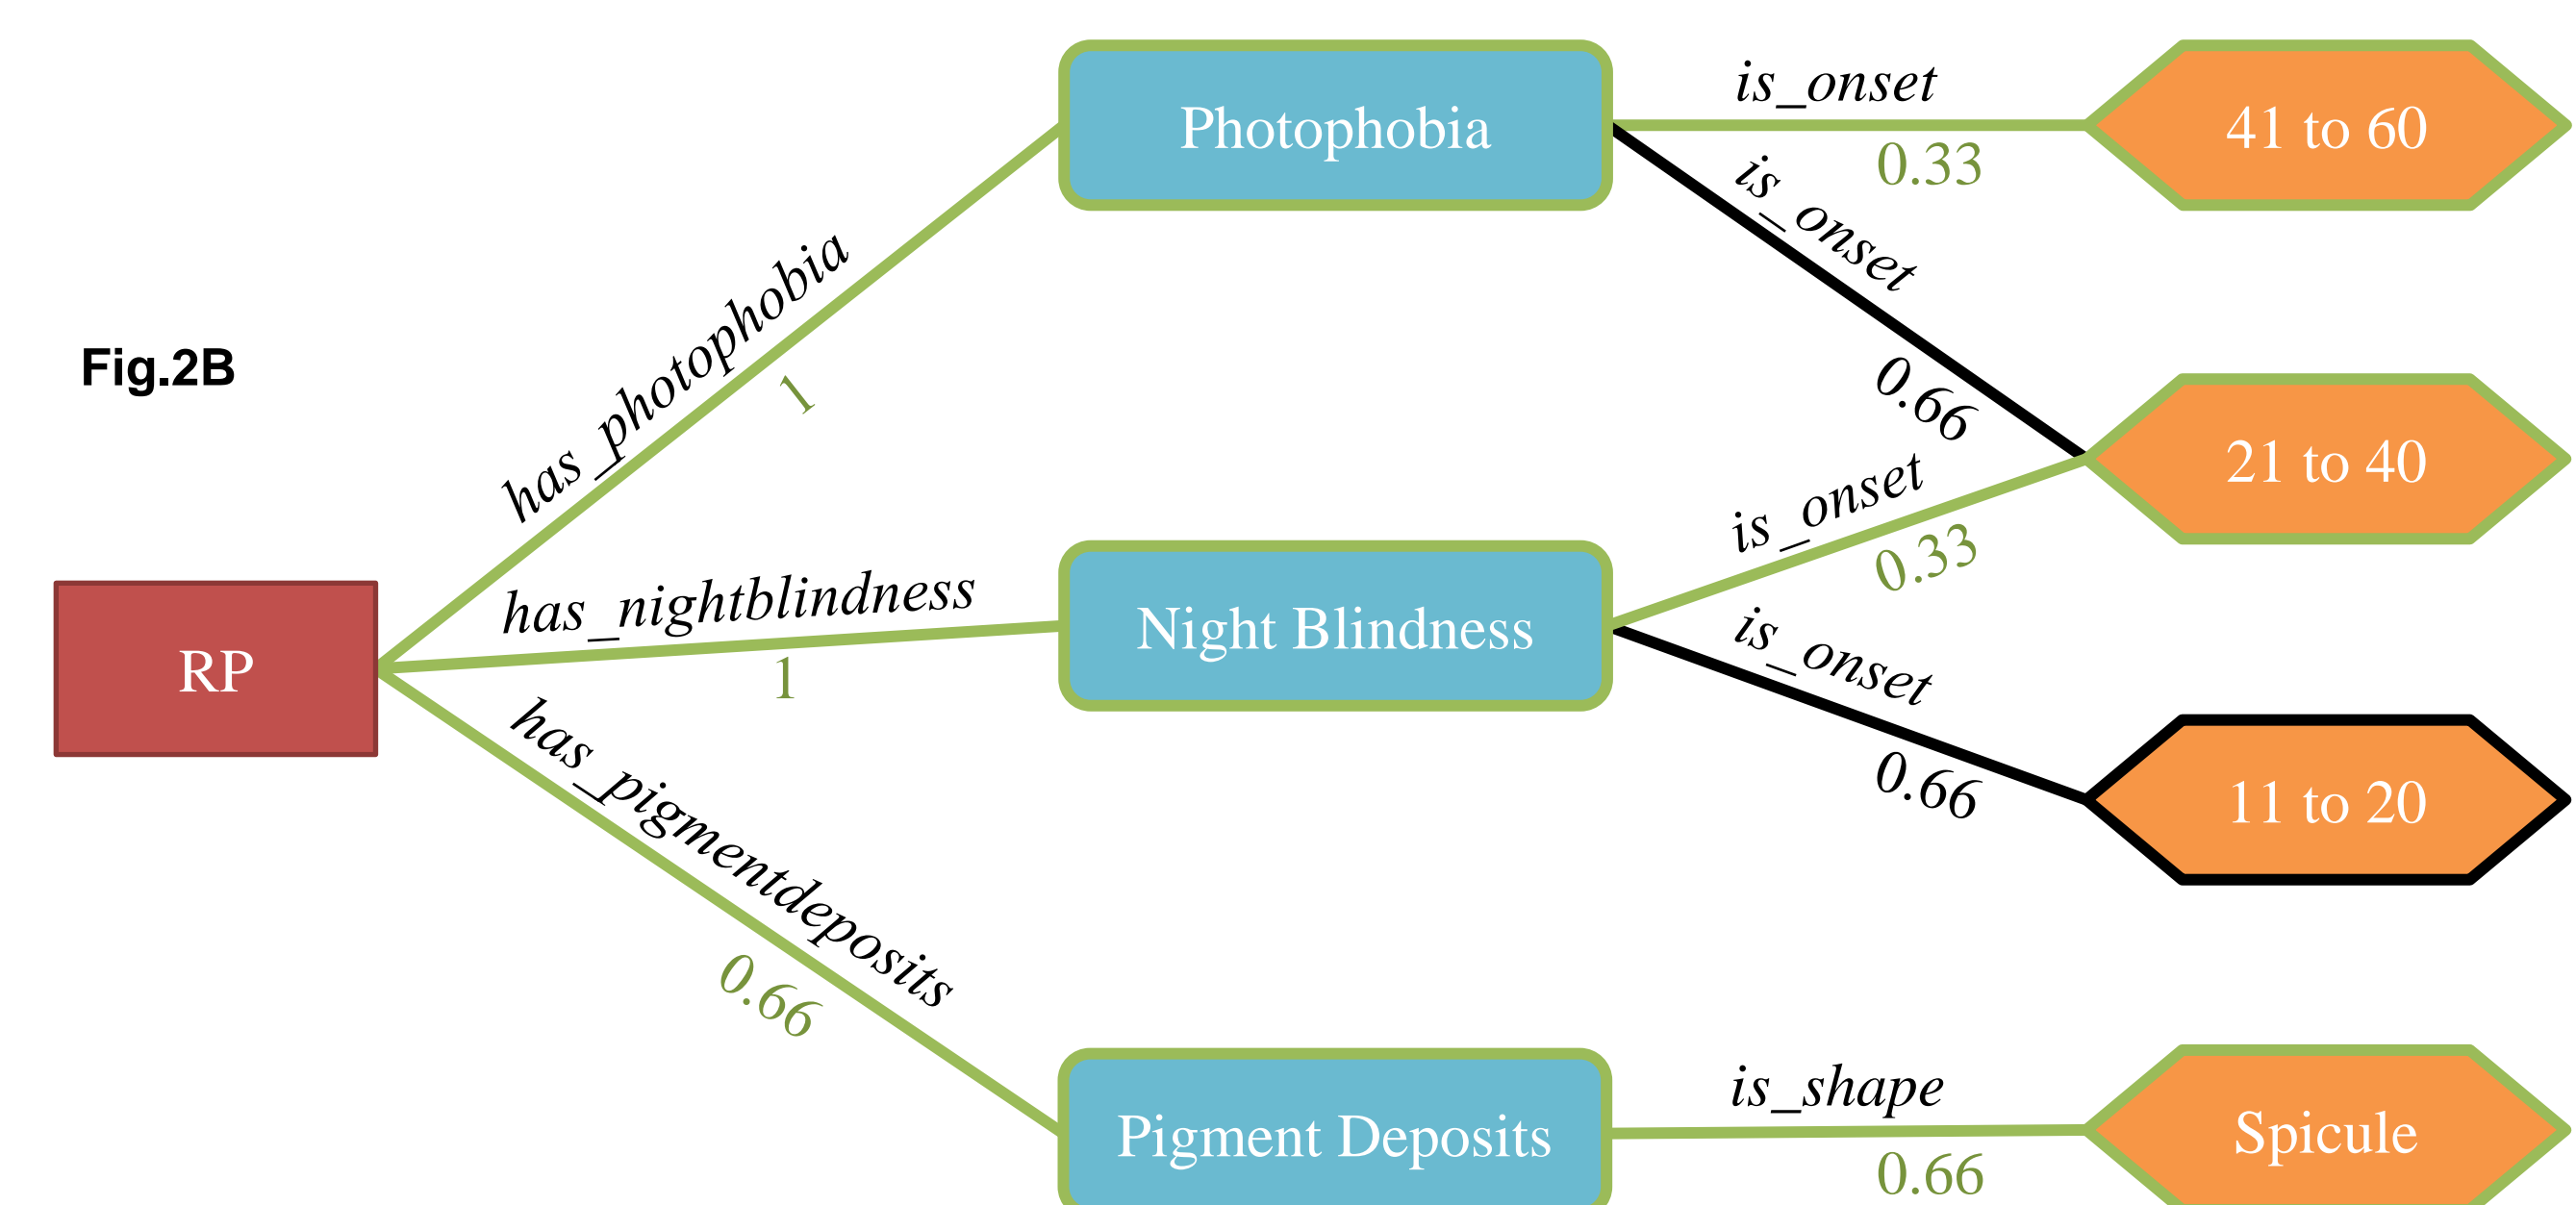 Photophobia
is_onset
0.33
41 to 60
is_onset
0.66
has_photophobia
1
Fig.2B
21 to 40
is_onset
0.33
RP
has_nightblindness
1
Night Blindness
is_onset
0.66
11 to 20
has_pigmentdeposits
0.66
Pigment Deposits
is_shape
0.66
Spicule